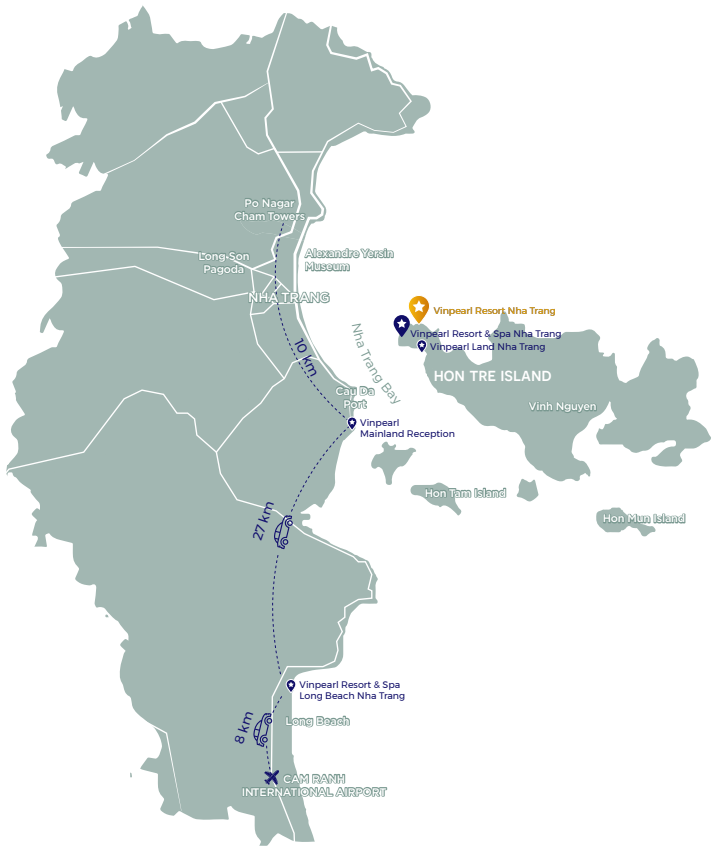 Po Nagar
Cham Towers
Long Son
Pagoda
Alexandre Yersin
Museum
NHA TRANG
Vinpearl Resort Nha Trang
Vinpearl Resort & Spa Nha Trang
Vinpearl Land Nha Trang
Nha Trang Bay
10 km
HON TRE ISLAND
Cau Da
Port
Vinh Nguyen
Vinpearl
Mainland Reception
Hon Tam Island
27 km
Hon Mun Island
Vinpearl Resort & Spa
Long Beach Nha Trang
8 km
Long Beach
CAM RANH
INTERNATIONAL AIRPORT